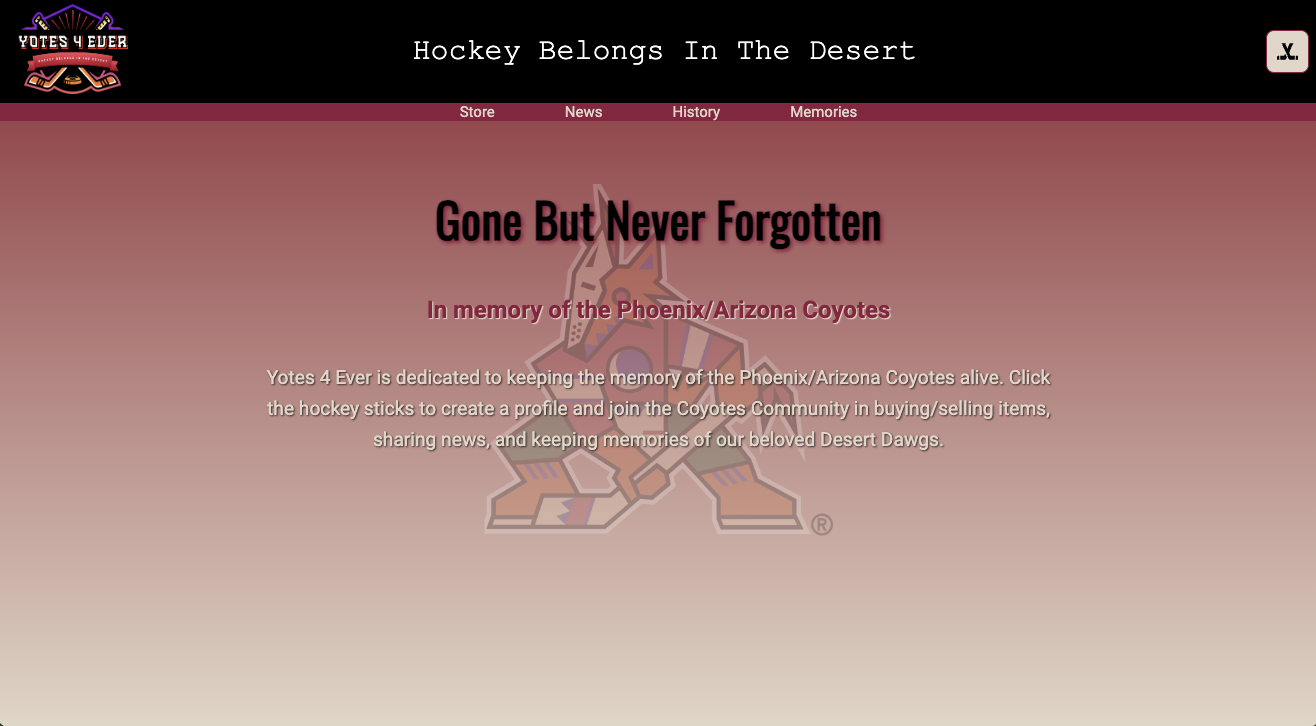 YOTES 4 EVER
HOCKEY BELONGS IN THE DESERT
Hockey Belongs In The Desert
Store News History Memories
Gone But Never Forgotten
In memory of the Phoenix/Arizona Coyotes
Yotes 4 Ever is dedicated to keeping the memory of the Phoenix/Arizona Coyotes alive. Click
the hockey sticks to create a profile and join the Coyotes Community in buying/selling items,
sharing news, and keeping memories of our beloved Desert Dawgs.
®